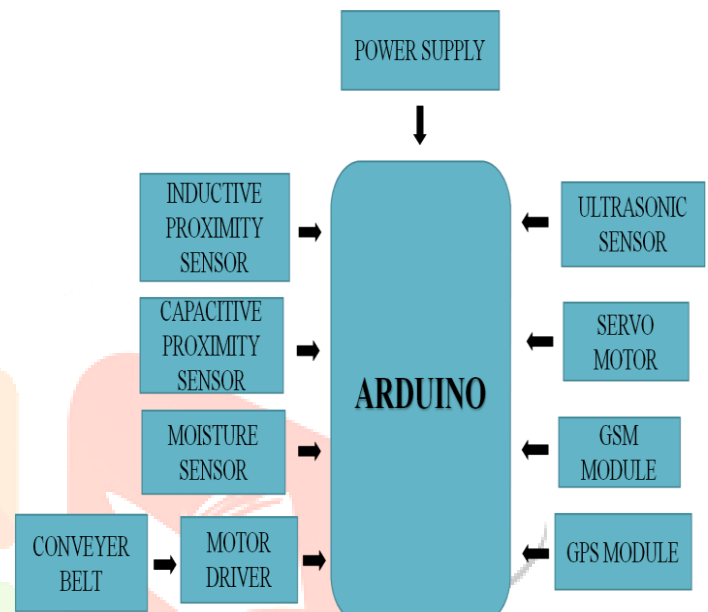 POWER SUPPLY
INDUCTIVE
PROXIMITY
SENSOR
CAPACITIVE
PROXIMITY
SENSOR
MOISTURE
SENSOR
CONVEYER
BELT
MOTOR
DRIVER
ARDUINO
ULTRASONIC
SENSOR
SERVO
MOTOR
GSM
MODULE
GPS MODULE